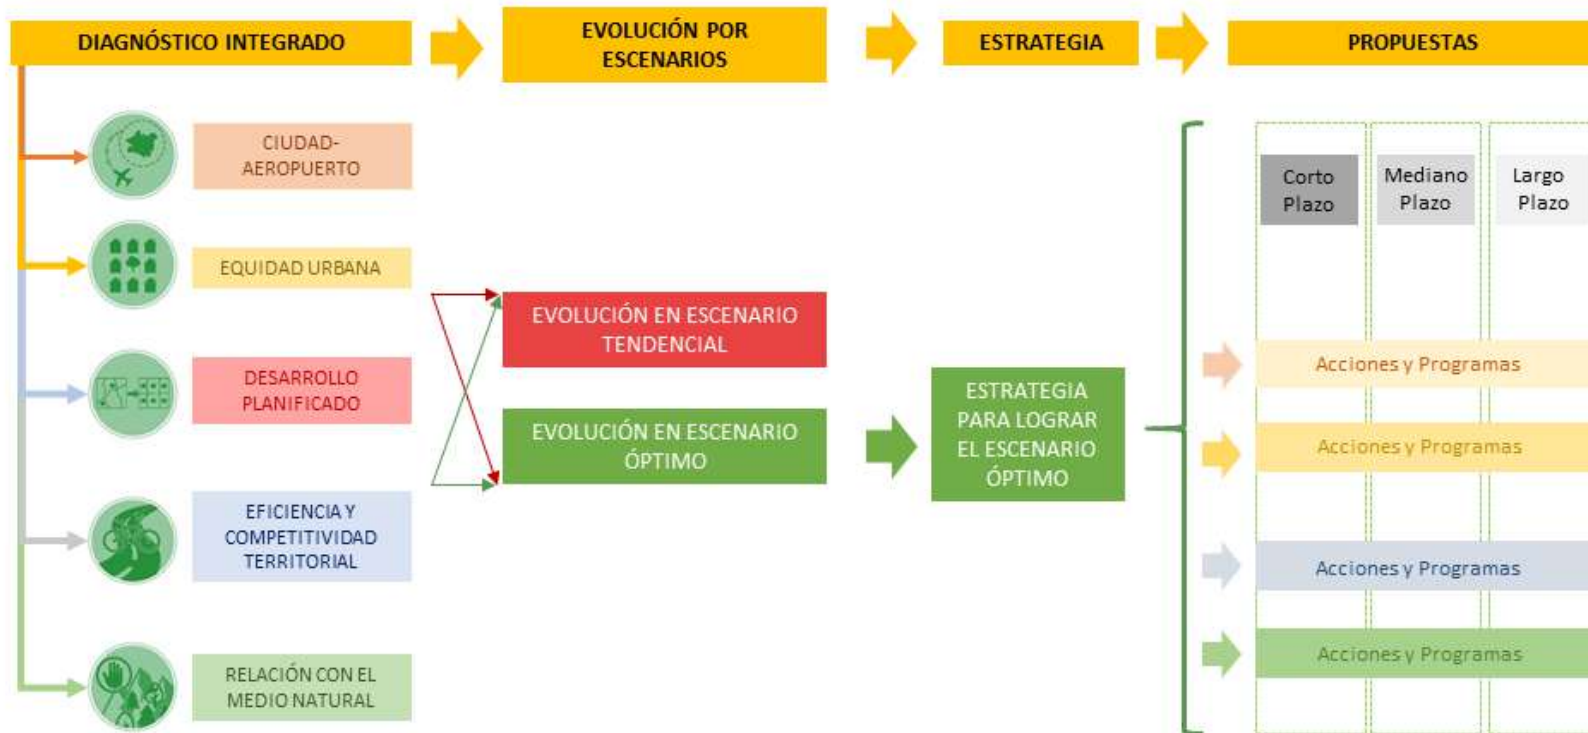 DIAGNÓSTICO INTEGRADO
EVOLUCIÓN POR
ESCENARIOS
ESTRATEGIA
PROPUESTAS
CIUDAD-
AEROPUERTO
EQUIDAD URBANA
DESARROLLO
PLANIFICADO
EFICIENCIA Y
COMPETITIVIDAD
TERRITORIAL
RELACIÓN CON EL
MEDIO NATURAL
EVOLUCIÓN EN ESCENARIO
TENDENCIAL
EVOLUCIÓN EN ESCENARIO
ÓPTIMO
ESTRATEGIA
PARA LOGRAR
EL ESCENARIO
ÓPTIMO
Corto
Plazo
Mediano
Plazo
Largo
Plazo
Acciones y Programas
Acciones y Programas
Acciones y Programas
Acciones y Programas